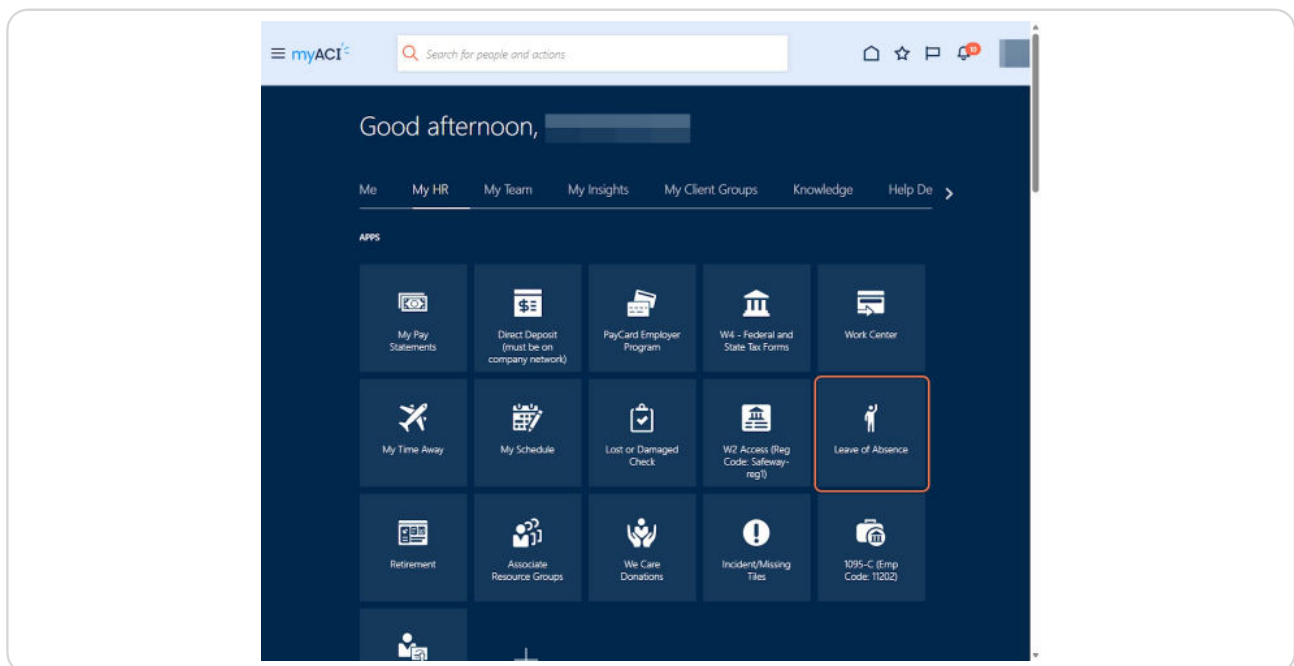 myACI
Search for people and actions
10
Good afternoon,
Me My HR My Team My Insights My Client Groups Knowledge Help De
APPS
My Pay
Statements
Direct Deposit
(must be on
company network)
PayCard Employer
Program
W4 - Federal and
State Tax Forms
Work Center
My Time Away
My Schedule
Lost or Damaged
Check
W2 Access (Reg
Code: Safeway-
reg1)
Leave of Absence
Retirement
Associate
Resource Groups
We Care
Donations
Incident/Missing
Tiles
1095-C (Emp
Code: 11202)